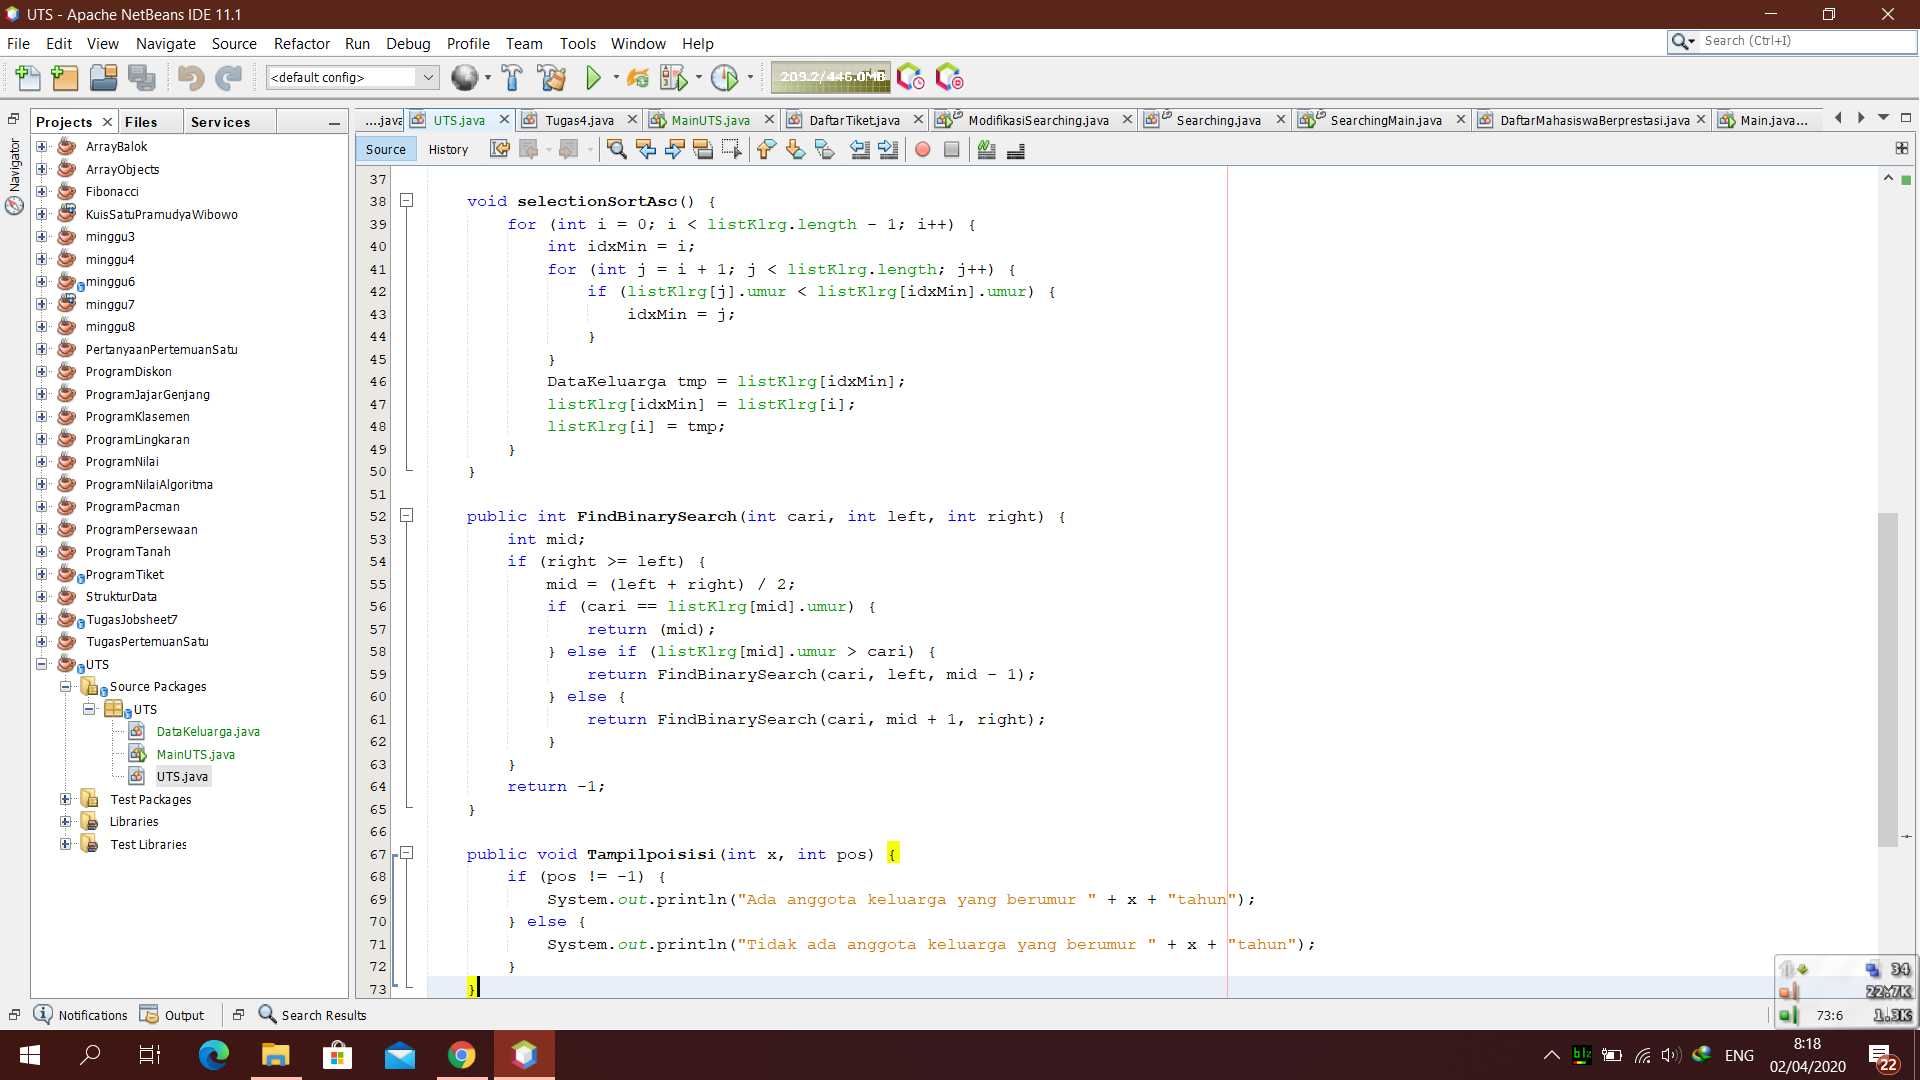 UTS - Apache NetBeans IDE 11.1
File Edit View Navigate Source Refactor Run Debug Profile Team Tools Window Help
Search (Ctrl+I)
<default config>
209.2/446.0MB
Projects Files Services
....java UTS.java Tugas4.java MainUTS.java DaftarTiket.java ModifikasiSearching.java Searching.java SearchingMain.java DaftarMahasiswaBerprestasi.java Main.java...
Source History
Navigator
ArrayBalok
ArrayObjects
Fibonacci
KuisSatuPramudyaWibowo
minggu3
minggu4
minggu6
minggu7
minggu8
PertanyaanPertemuanSatu
ProgramDiskon
ProgramJajarGenjang
ProgramKlasemen
ProgramLingkaran
ProgramNilai
ProgramNilaiAlgoritma
ProgramPacman
ProgramPersewaan
ProgramTanah
ProgramTiket
StrukturData
TugasJobsheet7
TugasPertemuanSatu
UTS
Source Packages
UTS
DataKeluarga.java
MainUTS.java
UTS.java
Test Packages
Libraries
Test Libraries
37
38 void selectionSortAsc() {
39 for (int i = 0; i < listKlrg.length - 1; i++) {
40 int idxMin = i;
41 for (int j = i + 1; j < listKlrg.length; j++) {
42 if (listKlrg[j].umur < listKlrg[idxMin].umur) {
43 idxMin = j;
44 }
45 }
46 DataKeluarga tmp = listKlrg[idxMin];
47 listKlrg[idxMin] = listKlrg[i];
48 listKlrg[i] = tmp;
49 }
50 }
51
52 public int FindBinarySearch(int cari, int left, int right) {
53 int mid;
54 if (right >= left) {
55 mid = (left + right) / 2;
56 if (cari == listKlrg[mid].umur) {
57 return (mid);
58 } else if (listKlrg[mid].umur > cari) {
59 return FindBinarySearch(cari, left, mid - 1);
60 } else {
61 return FindBinarySearch(cari, mid + 1, right);
62 }
63 }
64 return -1;
65 }
66
67 public void Tampilpoisisi(int x, int pos) {
68 if (pos != -1) {
69 System.out.println("Ada anggota keluarga yang berumur " + x + "tahun");
70 } else {
71 System.out.println("Tidak ada anggota keluarga yang berumur " + x + "tahun");
72 }
73 }
34
22.7K
1.3K
Notifications Output Search Results
73:6
blz
ENG
8:18
02/04/2020
22